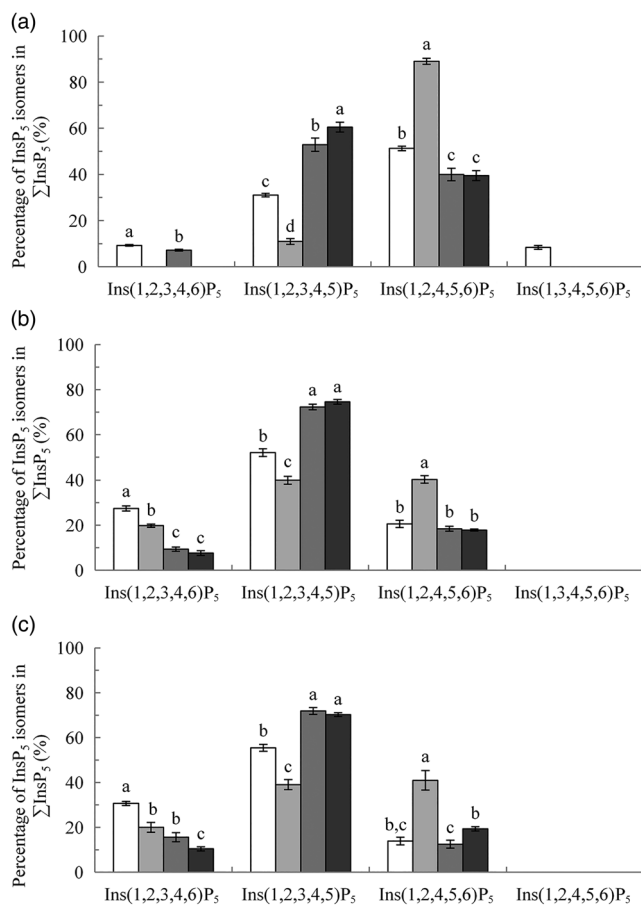 (a)
Percentage of InsP₅ isomers in
∑InsP₅ (%)
100
80
60
40
20
0
a
b
c
d
b
a
b
a
c
c
Ins(1,2,3,4,6)P₅
Ins(1,2,3,4,5)P₅
Ins(1,2,4,5,6)P₅
Ins(1,3,4,5,6)P₅
(b)
Percentage of InsP₅ isomers in
∑InsP₅ (%)
100
80
60
40
20
0
a
b
c
c
b
c
a
a
b
a
b
b
Ins(1,2,3,4,6)P₅
Ins(1,2,3,4,5)P₅
Ins(1,2,4,5,6)P₅
Ins(1,3,4,5,6)P₅
(c)
Percentage of InsP₅ isomers in
∑InsP₅ (%)
100
80
60
40
20
0
a
b
b
c
b
c
a
a
b,c
a
c
b
Ins(1,2,3,4,6)P₅
Ins(1,2,3,4,5)P₅
Ins(1,2,4,5,6)P₅
Ins(1,2,4,5,6)P₅